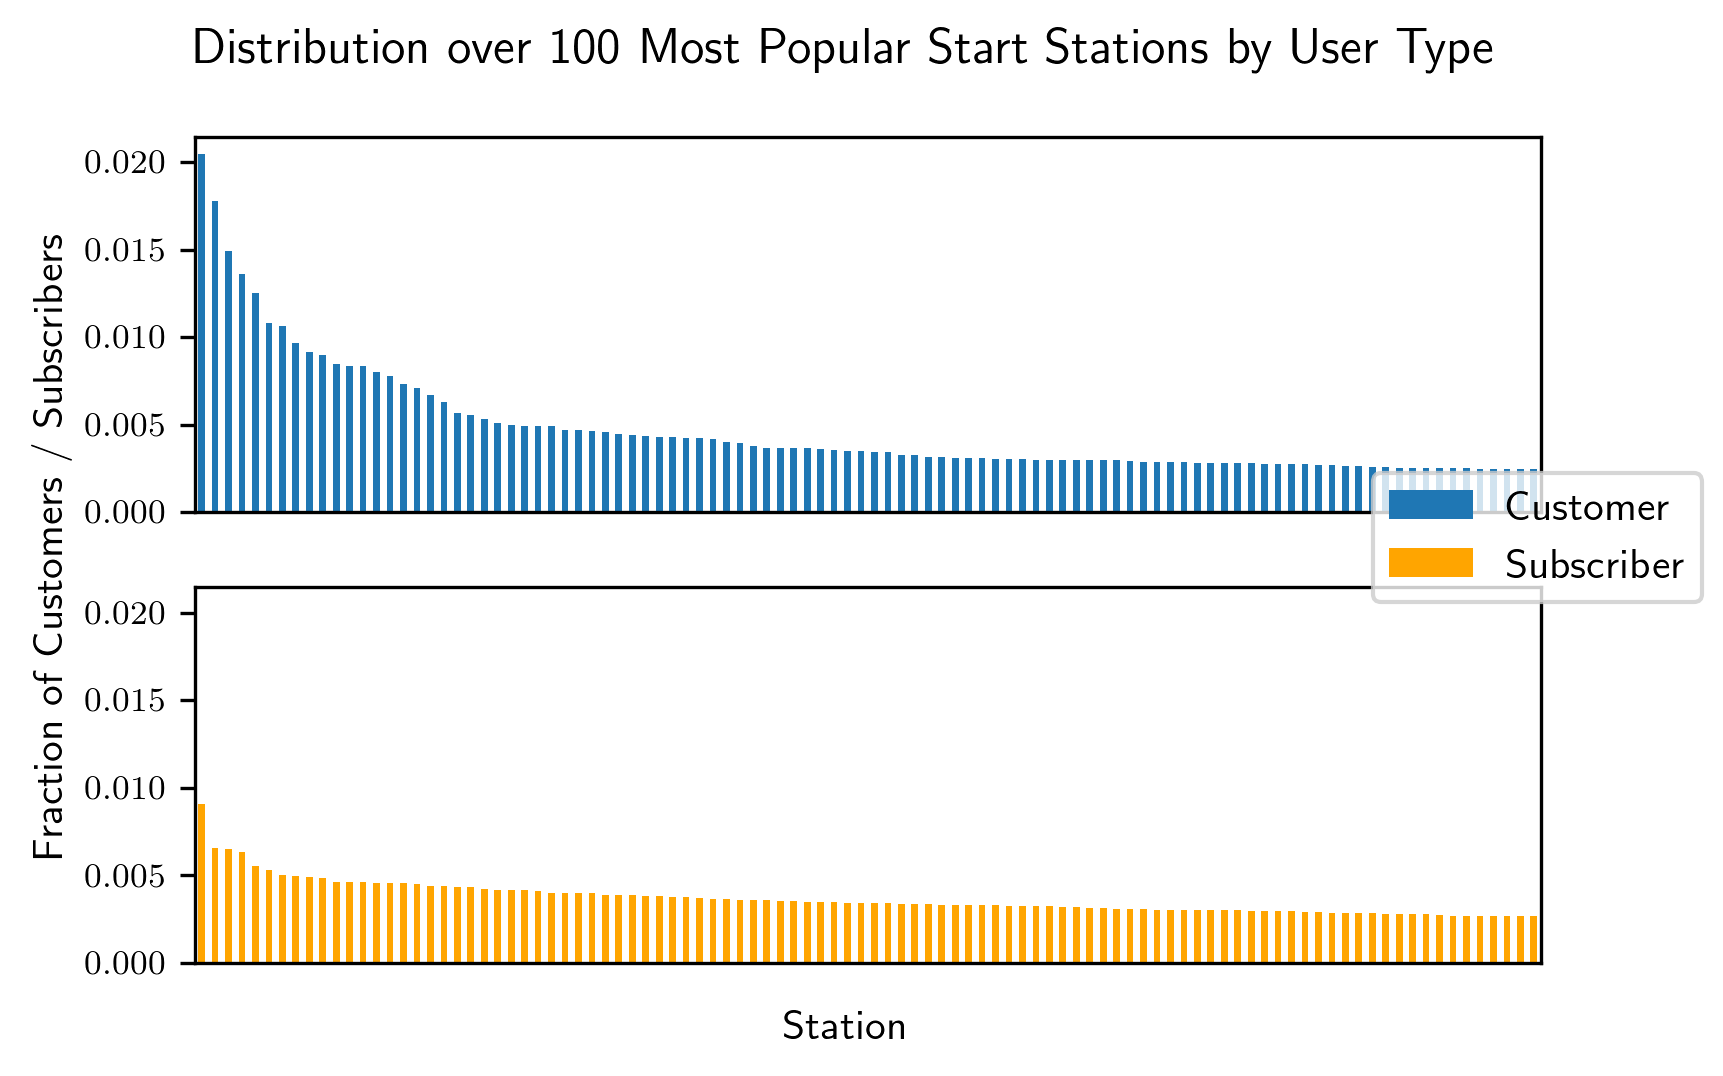 Distribution over 100 Most Popular Start Stations by User Type
Fraction of Customers / Subscribers
0.020
0.015
0.010
0.005
0.000
Customer
Subscriber
0.020
0.015
0.010
0.005
0.000
Station